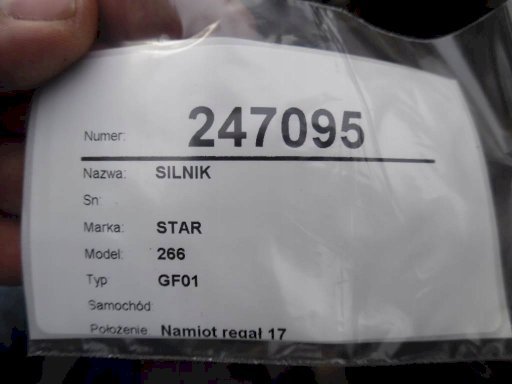 Numer: 247095
Nazwa: SILNIK
Sn:
Marka: STAR
Model: 266
Typ: GF01
Samochód:
Położenie Namiot regał 17